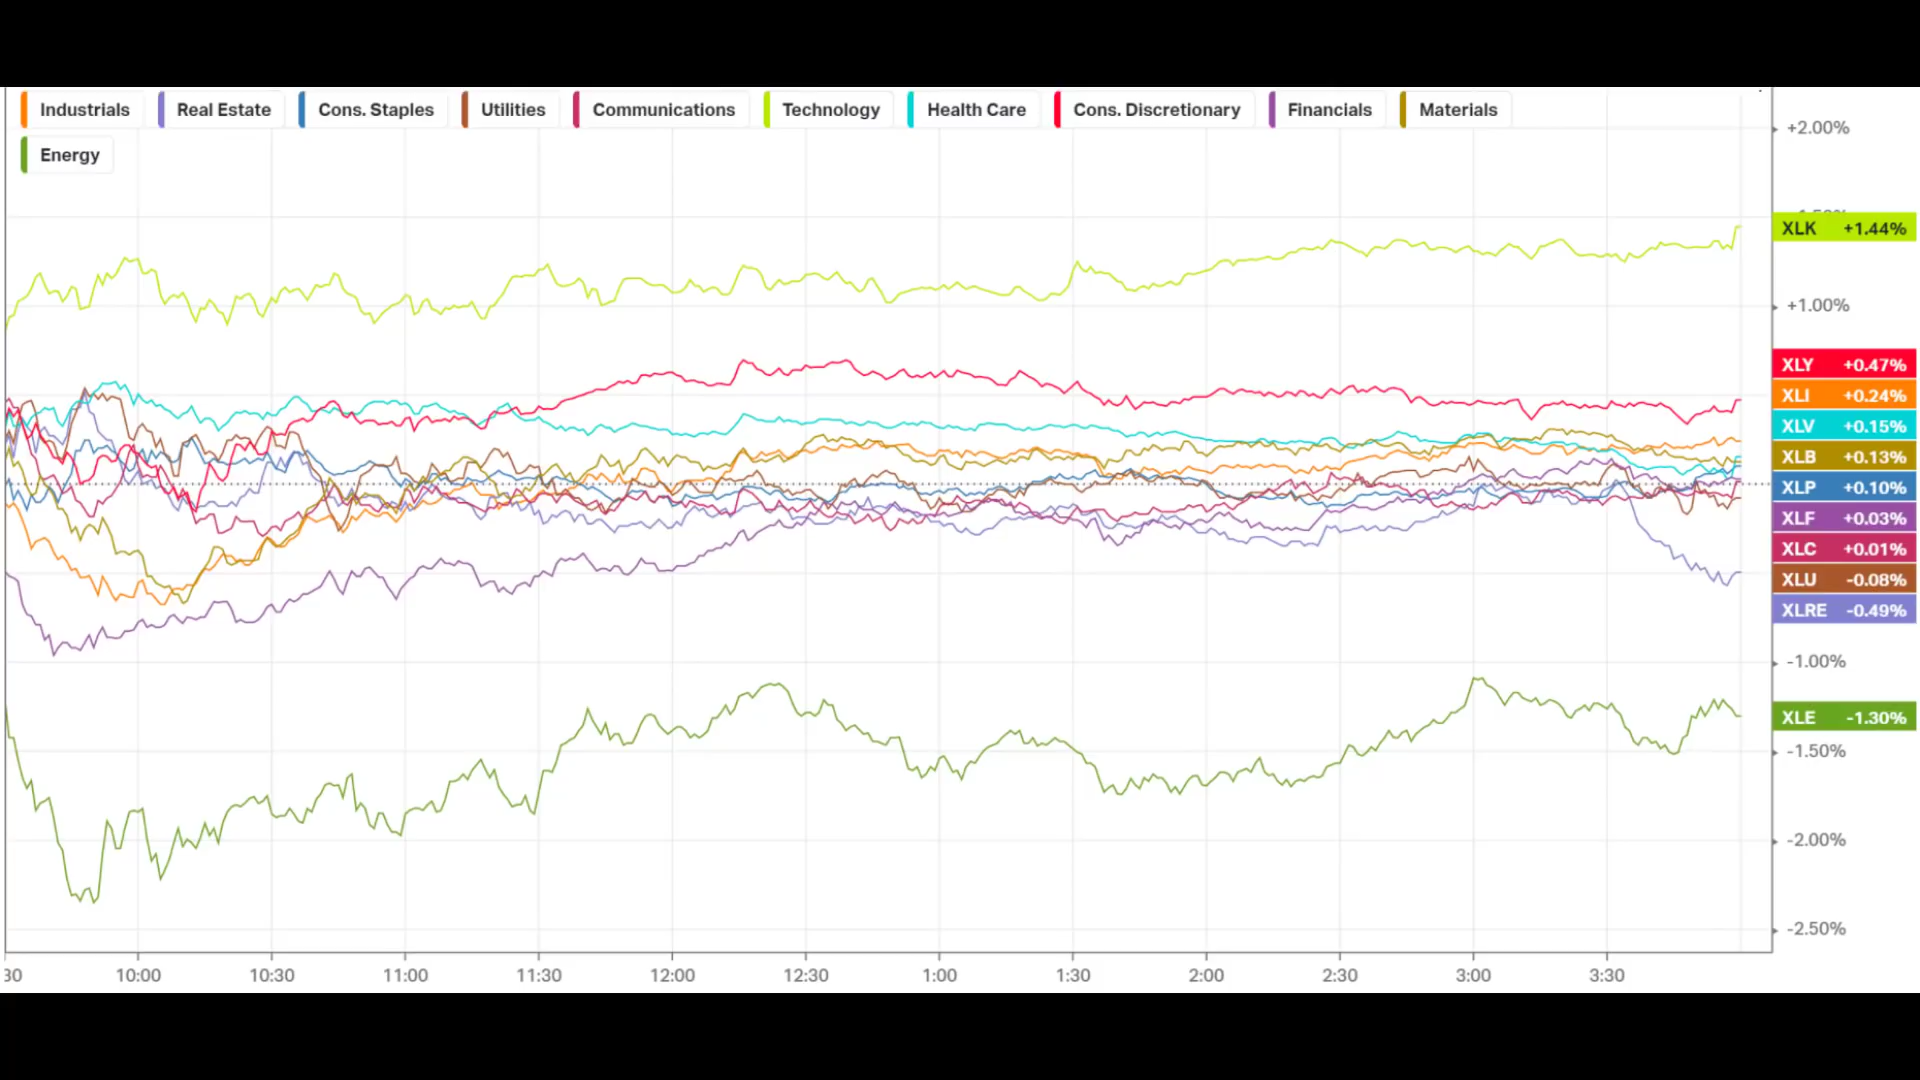 Industrials Real Estate Cons. Staples Utilities Communications Technology Health Care Cons. Discretionary Financials Materials
Energy
+2.00%
XLK +1.44%
+1.00%
XLY +0.47%
XLI +0.24%
XLV +0.15%
XLB +0.13%
XLP +0.10%
XLF +0.03%
XLC +0.01%
XLU -0.08%
XLRE -0.49%
-1.00%
XLE -1.30%
-1.50%
-2.00%
-2.50%
30 10:00 10:30 11:00 11:30 12:00 12:30 1:00 1:30 2:00 2:30 3:00 3:30